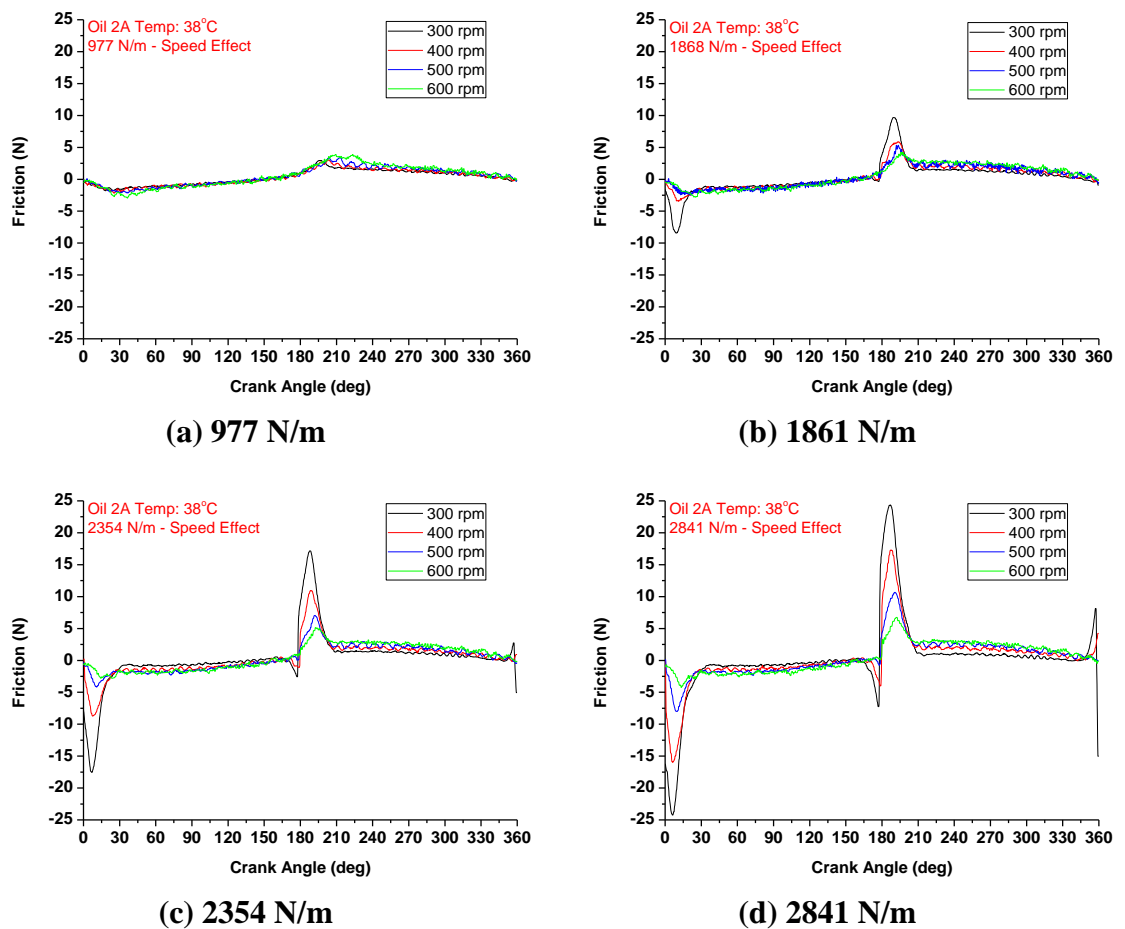 Oil 2A Temp: 38°C
977 N/m - Speed Effect
300 rpm
400 rpm
500 rpm
600 rpm
25
20
15
10
5
0
-5
-10
-15
-20
-25
Friction (N)
0 30 60 90 120 150 180 210 240 270 300 330 360
Crank Angle (deg)
(a) 977 N/m
Oil 2A Temp: 38°C
1868 N/m - Speed Effect
300 rpm
400 rpm
500 rpm
600 rpm
25
20
15
10
5
0
-5
-10
-15
-20
-25
Friction (N)
0 30 60 90 120 150 180 210 240 270 300 330 360
Crank Angle (deg)
(b) 1861 N/m
Oil 2A Temp: 38°C
2354 N/m - Speed Effect
300 rpm
400 rpm
500 rpm
600 rpm
25
20
15
10
5
0
-5
-10
-15
-20
-25
Friction (N)
0 30 60 90 120 150 180 210 240 270 300 330 360
Crank Angle (deg)
(c) 2354 N/m
Oil 2A Temp: 38°C
2841 N/m - Speed Effect
300 rpm
400 rpm
500 rpm
600 rpm
25
20
15
10
5
0
-5
-10
-15
-20
-25
Friction (N)
0 30 60 90 120 150 180 210 240 270 300 330 360
Crank Angle (deg)
(d) 2841 N/m